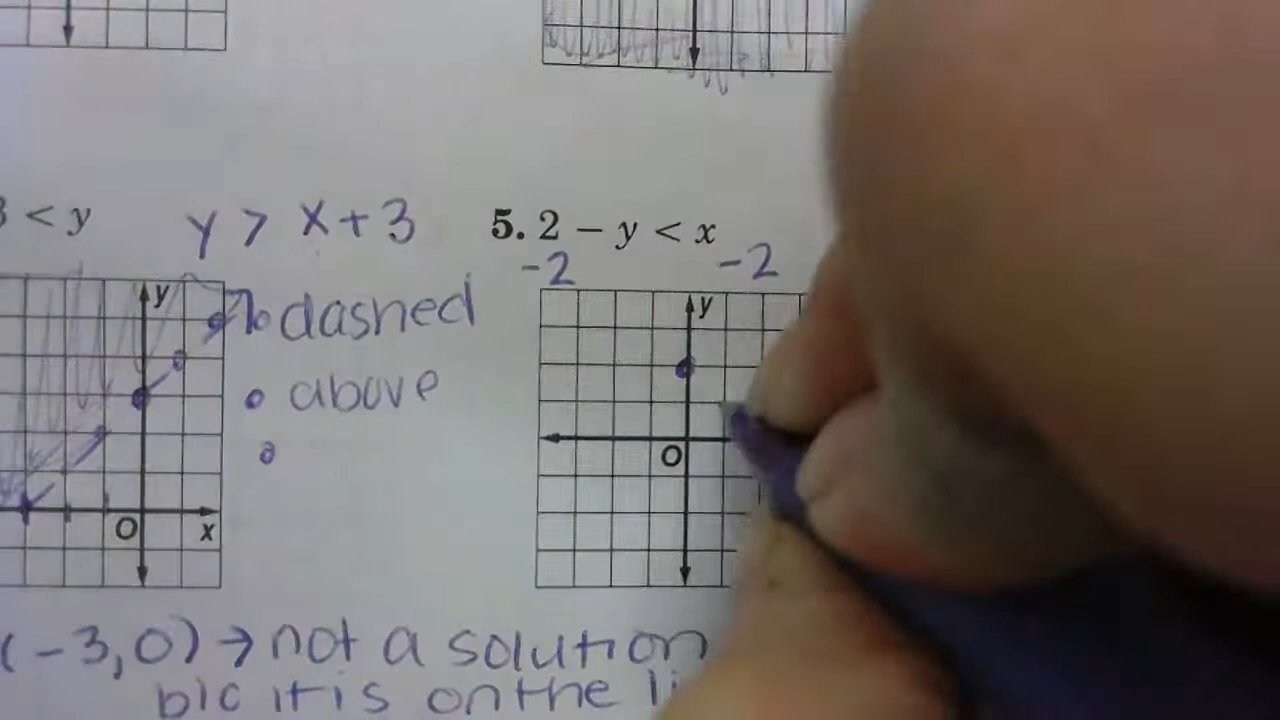 < y
y > x + 3
dashed
above
y
O
x
5. 2 – y < x
-2 -2
y
O
(-3,0) → not a solution
b/c it is on the